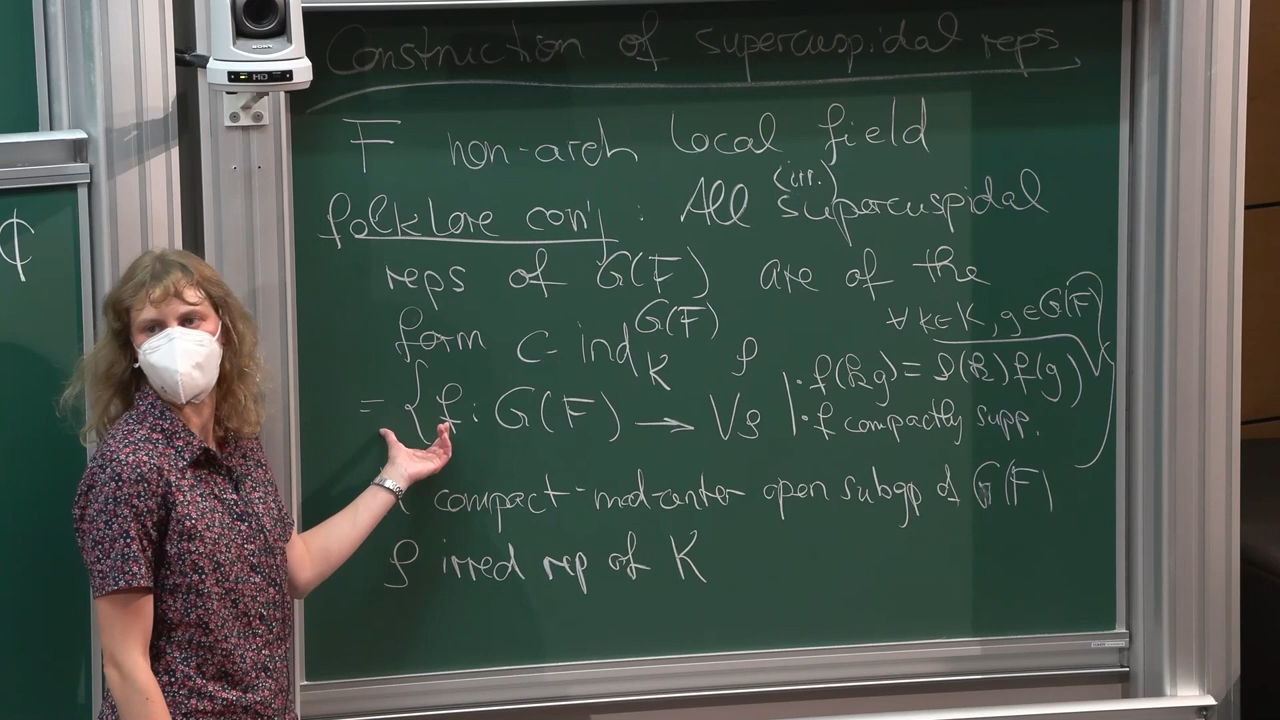 SONY
HD
Construction of supercuspidal reps
F non-arch local field
folklore conj : All (irr.) supercuspidal
reps of G(F) are of the
form c-ind_K^{G(F)} ρ
∀ k∈K, g∈G(F)
= {f: G(F) → Vρ | · f(kg) = ρ(k) f(g)
· f compactly supp. }
compact-mod-center open subgp of G(F)
ρ irred rep of K
ℂ